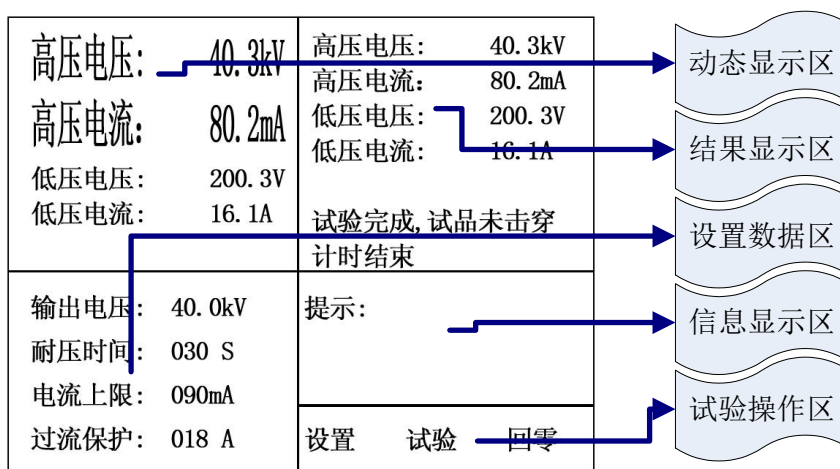 高压电压: 40.3kV
高压电流: 80.2mA
低压电压: 200.3V
低压电流: 16.1A
高压电压: 40.3kV
高压电流: 80.2mA
低压电压: 200.3V
低压电流: 16.1A
试验完成,试品未击穿
计时结束
输出电压: 40.0kV
耐压时间: 030 S
电流上限: 090mA
过流保护: 018 A
提示:
设置 试验 回零
动态显示区
结果显示区
设置数据区
信息显示区
试验操作区